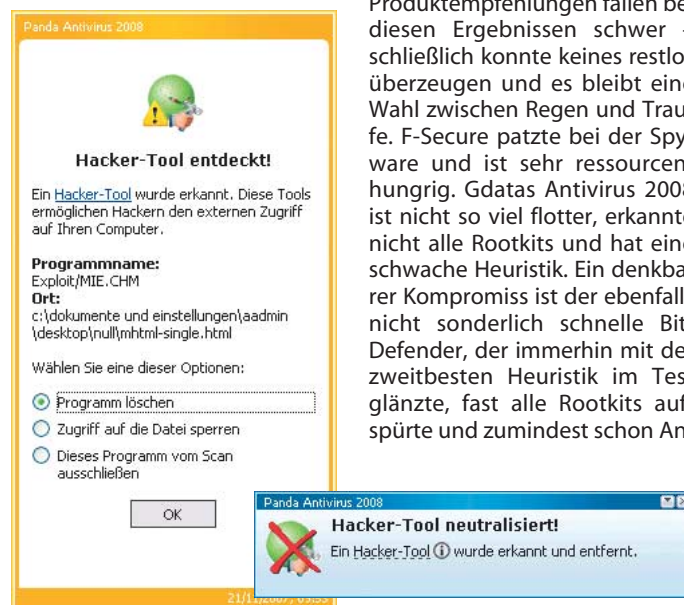 Panda Antivirus 2008
Hacker-Tool entdeckt!
Ein Hacker-Tool wurde erkannt. Diese Tools
ermöglichen Hackern den externen Zugriff
auf Ihren Computer.
Programmname:
Exploit/MIE.CHM
Ort:
c:\dokumente und einstellungen\aadmin
\desktop\null\mhtml-single.html
Wählen Sie eine dieser Optionen:
Programm löschen
Zugriff auf die Datei sperren
Dieses Programm vom Scan
ausschließen
OK
Produktempfehlungen fallen be
diesen Ergebnissen schwer –
schließlich konnte keines restlo
überzeugen und es bleibt eine
Wahl zwischen Regen und Trau
fe. F-Secure patzte bei der Spy
ware und ist sehr ressourcen
hungrig. Gdatas Antivirus 2008
ist nicht so viel flotter, erkannte
nicht alle Rootkits und hat eine
schwache Heuristik. Ein denkba
rer Kompromiss ist der ebenfall
nicht sonderlich schnelle Bit
Defender, der immerhin mit de
zweitbesten Heuristik im Tes
glänzte, fast alle Rootkits auf
spürte und zumindest schon An
Panda Antivirus 2008
Hacker-Tool neutralisiert!
Ein Hacker-Tool wurde erkannt und entfernt.